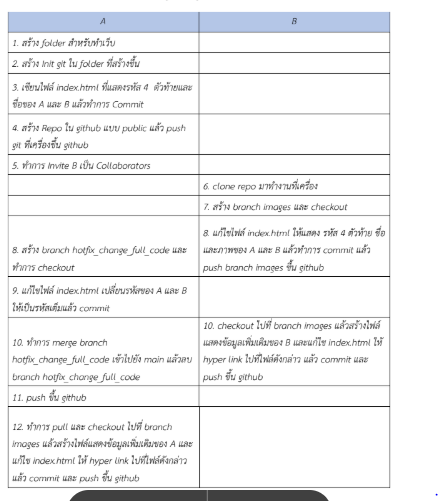 A
B
1. สร้าง folder สำหรับทำเว็บ
2. สร้าง Init git ใน folder ที่สร้างขึ้น
3. เขียนไฟล์ index.html ที่แสดงรหัส 4 ตัวท้ายและ
ชื่อของ A และ B แล้วทำการ Commit
4. สร้าง Repo ใน github แบบ public แล้ว push
git ที่เครื่องขึ้น github
5. ทำการ Invite B เป็น Collaborators
6. clone repo มาทำงานที่เครื่อง
7. สร้าง branch images และ checkout
8. สร้าง branch hotfix_change_full_code และ
ทำการ checkout
8. แก้ไขไฟล์ index.html ให้แสดง รหัส 4 ตัวท้าย ชื่อ
และภาพของ A และ B แล้วทำการ commit แล้ว
push branch images ขึ้น github
9. แก้ไขไฟล์ index.html เปลี่ยนรหัสของ A และ B
ให้เป็นรหัสเต็มแล้ว commit
10. ทำการ merge branch
hotfix_change_full_code เข้าไปยัง main แล้วลบ
branch hotfix_change_full_code
10. checkout ไปที่ branch images แล้วสร้างไฟล์
แสดงข้อมูลเพิ่มเติมของ B และแก้ไข index.html ให้
hyper link ไปที่ไฟล์ดังกล่าว แล้ว commit และ
push ขึ้น github
11. push ขึ้น github
12. ทำการ pull และ checkout ไปที่ branch
images แล้วสร้างไฟล์แสดงข้อมูลเพิ่มเติมของ A และ
แก้ไข index.html ให้ hyper link ไปที่ไฟล์ดังกล่าว
แล้ว commit และ push ขึ้น github